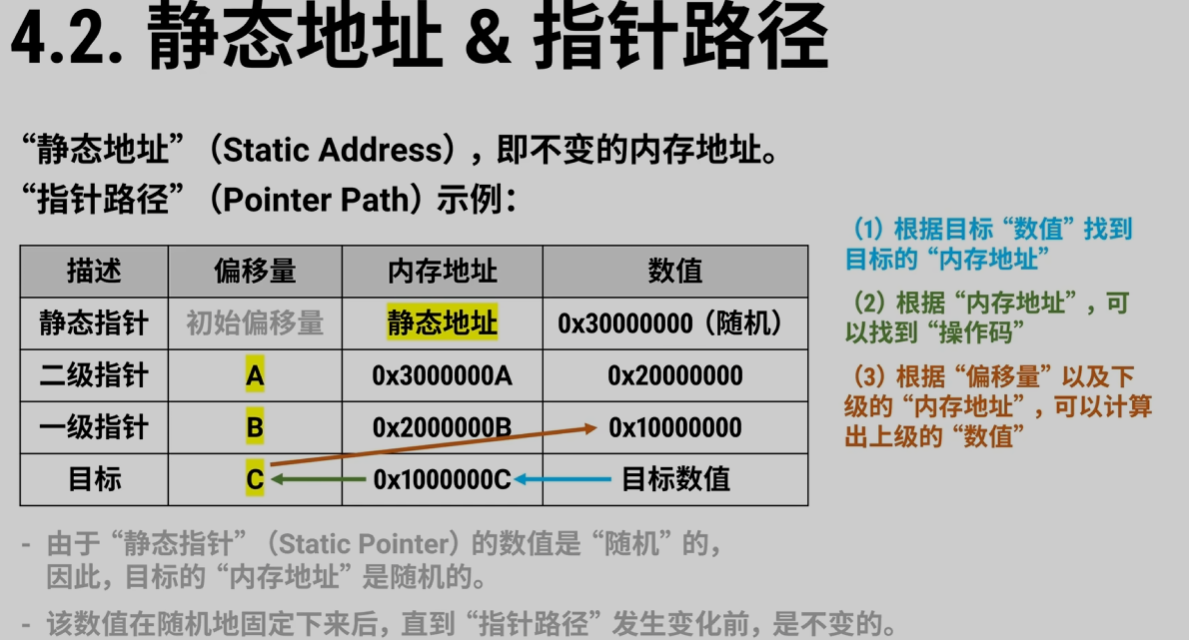 4.2. 静态地址 & 指针路径
“静态地址”（Static Address），即不变的内存地址。
“指针路径”（Pointer Path）示例：
描述 偏移量 内存地址 数值
静态指针 初始偏移量 静态地址 0x30000000（随机）
二级指针 A 0x3000000A 0x20000000
一级指针 B 0x2000000B 0x10000000
目标 C 0x1000000C 目标数值
（1）根据目标“数值”找到
目标的“内存地址”
（2）根据“内存地址”，可
以找到“操作码”
（3）根据“偏移量”以及下
级的“内存地址”，可以计算
出上级的“数值”
- 由于“静态指针”（Static Pointer）的数值是“随机”的，
因此，目标的“内存地址”是随机的。
- 该数值在随机地固定下来后，直到“指针路径”发生变化前，是不变的。